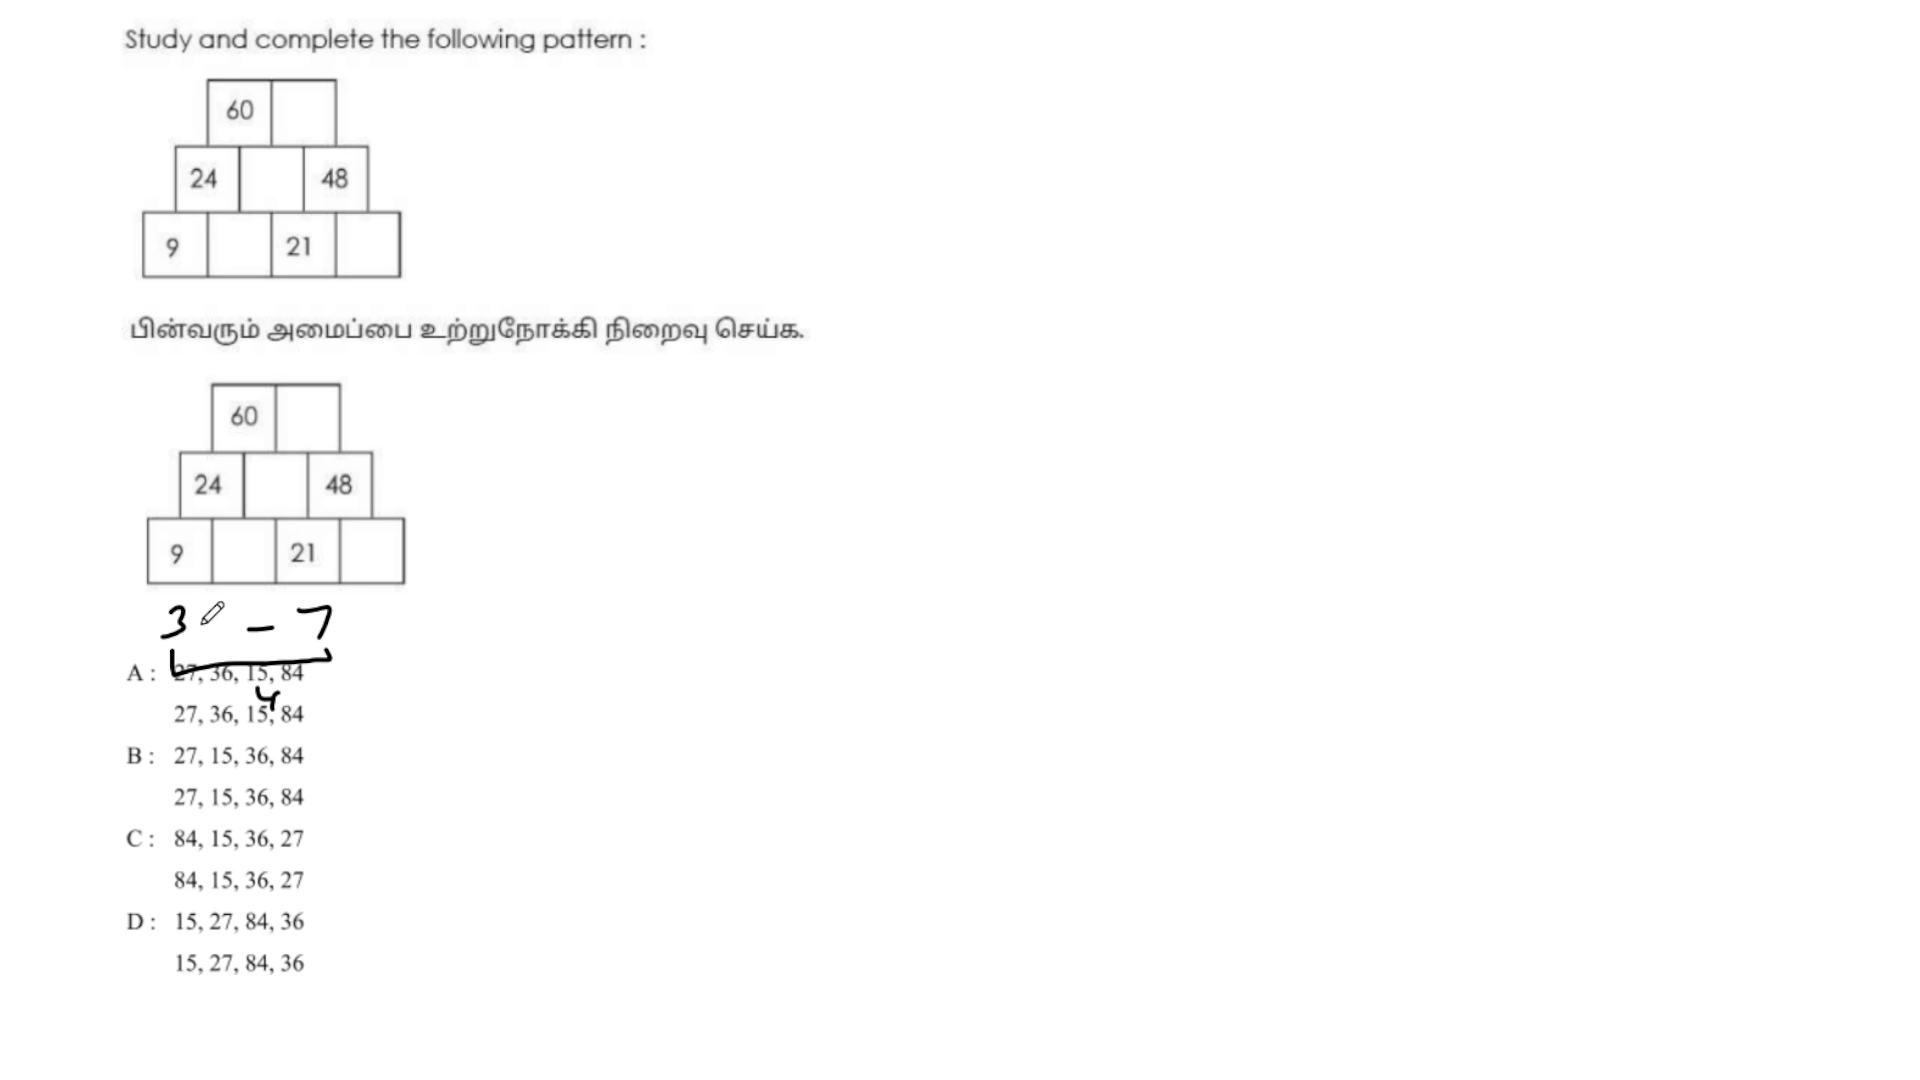 Study and complete the following pattern :
60
24 48
9 21
பின்வரும் அமைப்பை உற்றுநோக்கி நிறைவு செய்க.
60
24 48
9 21
3 – 7
A : 27, 36, 15, 84
4
27, 36, 15, 84
B : 27, 15, 36, 84
27, 15, 36, 84
C : 84, 15, 36, 27
84, 15, 36, 27
D : 15, 27, 84, 36
15, 27, 84, 36